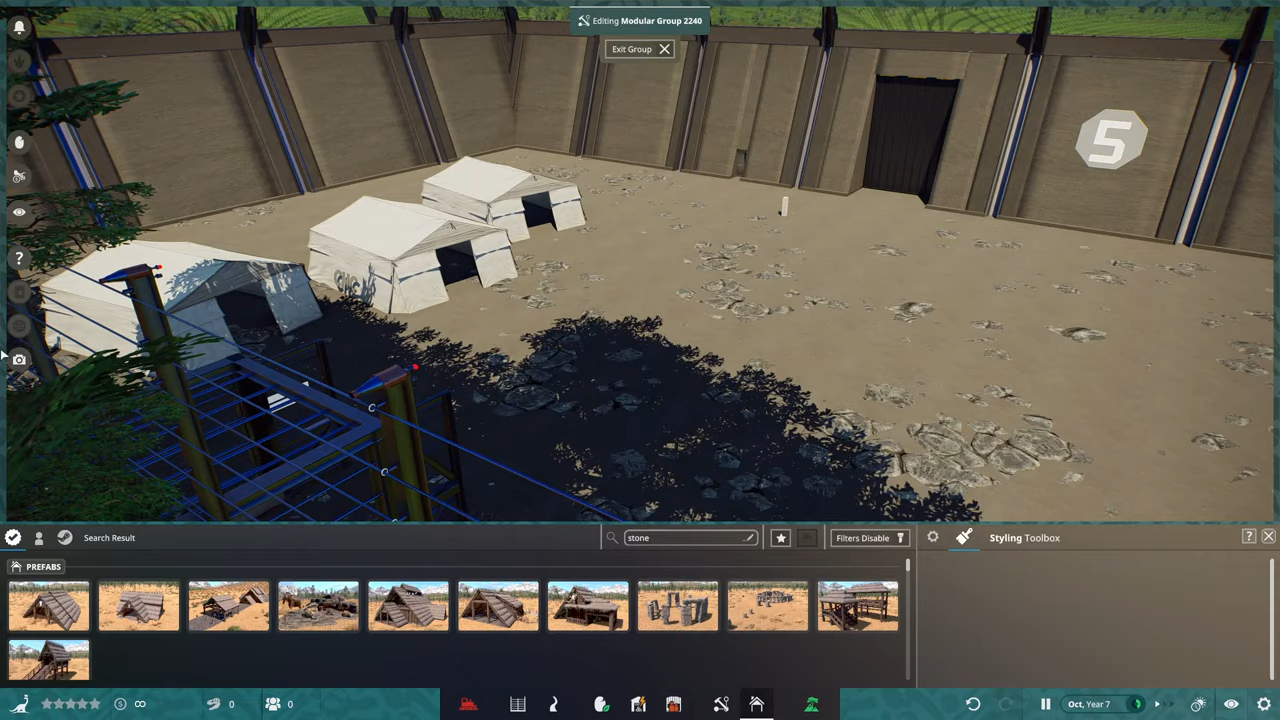 Editing Modular Group 2240
Exit Group
5
?
Search Result
stone
Filters Disable
Styling Toolbox
?
PREFABS
0
0
Oct, Year 7